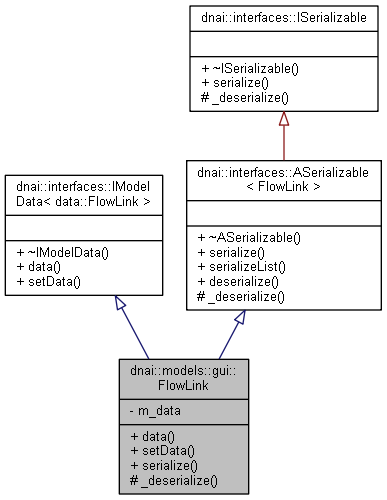 dnai::interfaces::ISerializable
+ ~ISerializable()
+ serialize()
# _deserialize()
dnai::interfaces::IModel
Data< data::FlowLink >
+ ~IModelData()
+ data()
+ setData()
dnai::interfaces::ASerializable
< FlowLink >
+ ~ASerializable()
+ serialize()
+ serializeList()
+ deserialize()
# _deserialize()
dnai::models::gui::
FlowLink
- m_data
+ data()
+ setData()
+ serialize()
# _deserialize()